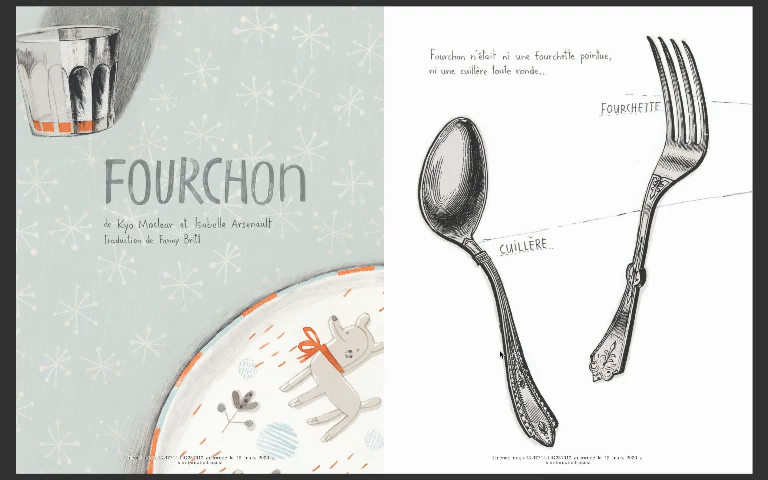 FOURCHON
de Kyo Maclear et Isabelle Arsenault
Traduction de Fanny Britt
Fourchon n'était ni une fourchette pointue,
ni une cuillère toute ronde...
FOURCHETTE
CUILLÈRE